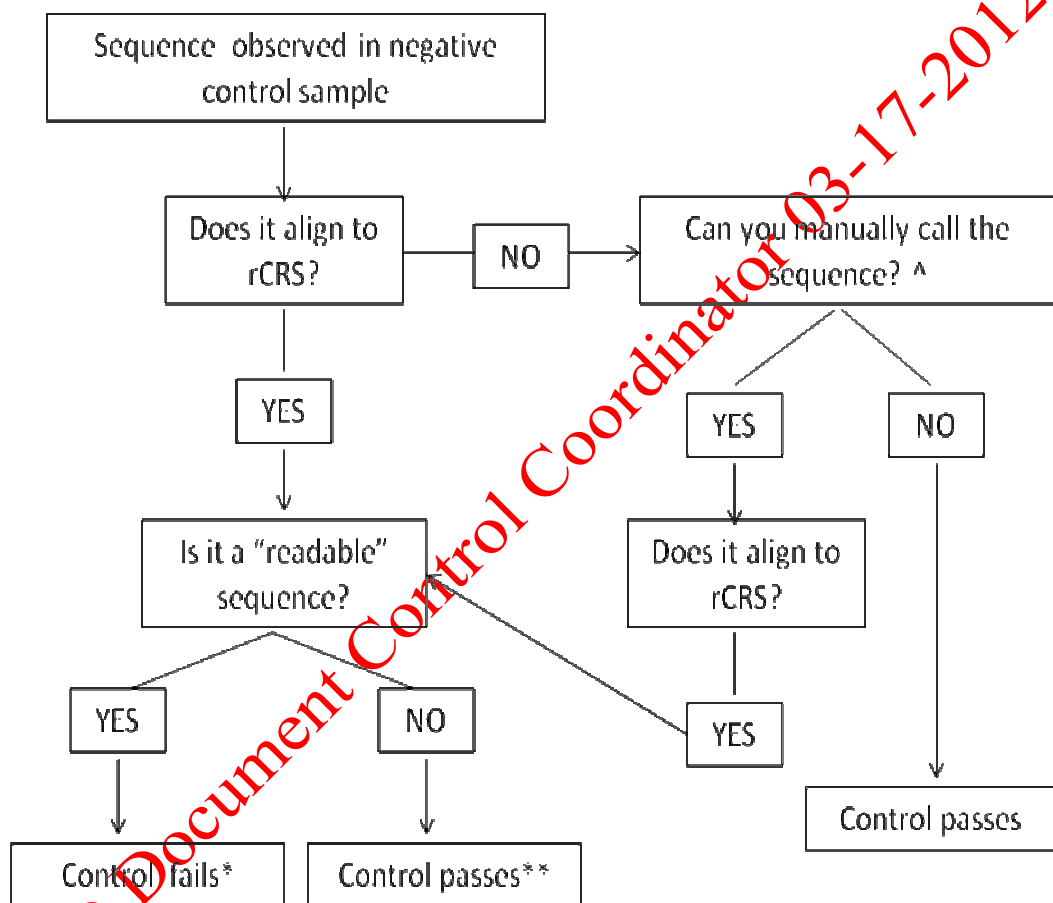 Sequence observed in negative
control sample
Does it align to
rCRS?
NO
Can you manually call the
sequence? ^
YES
YES
NO
Is it a “readable”
sequence?
Does it align to
rCRS?
YES
NO
YES
Control passes
Control fails*
Control passes**
Document Control Coordinator 03-17-2012